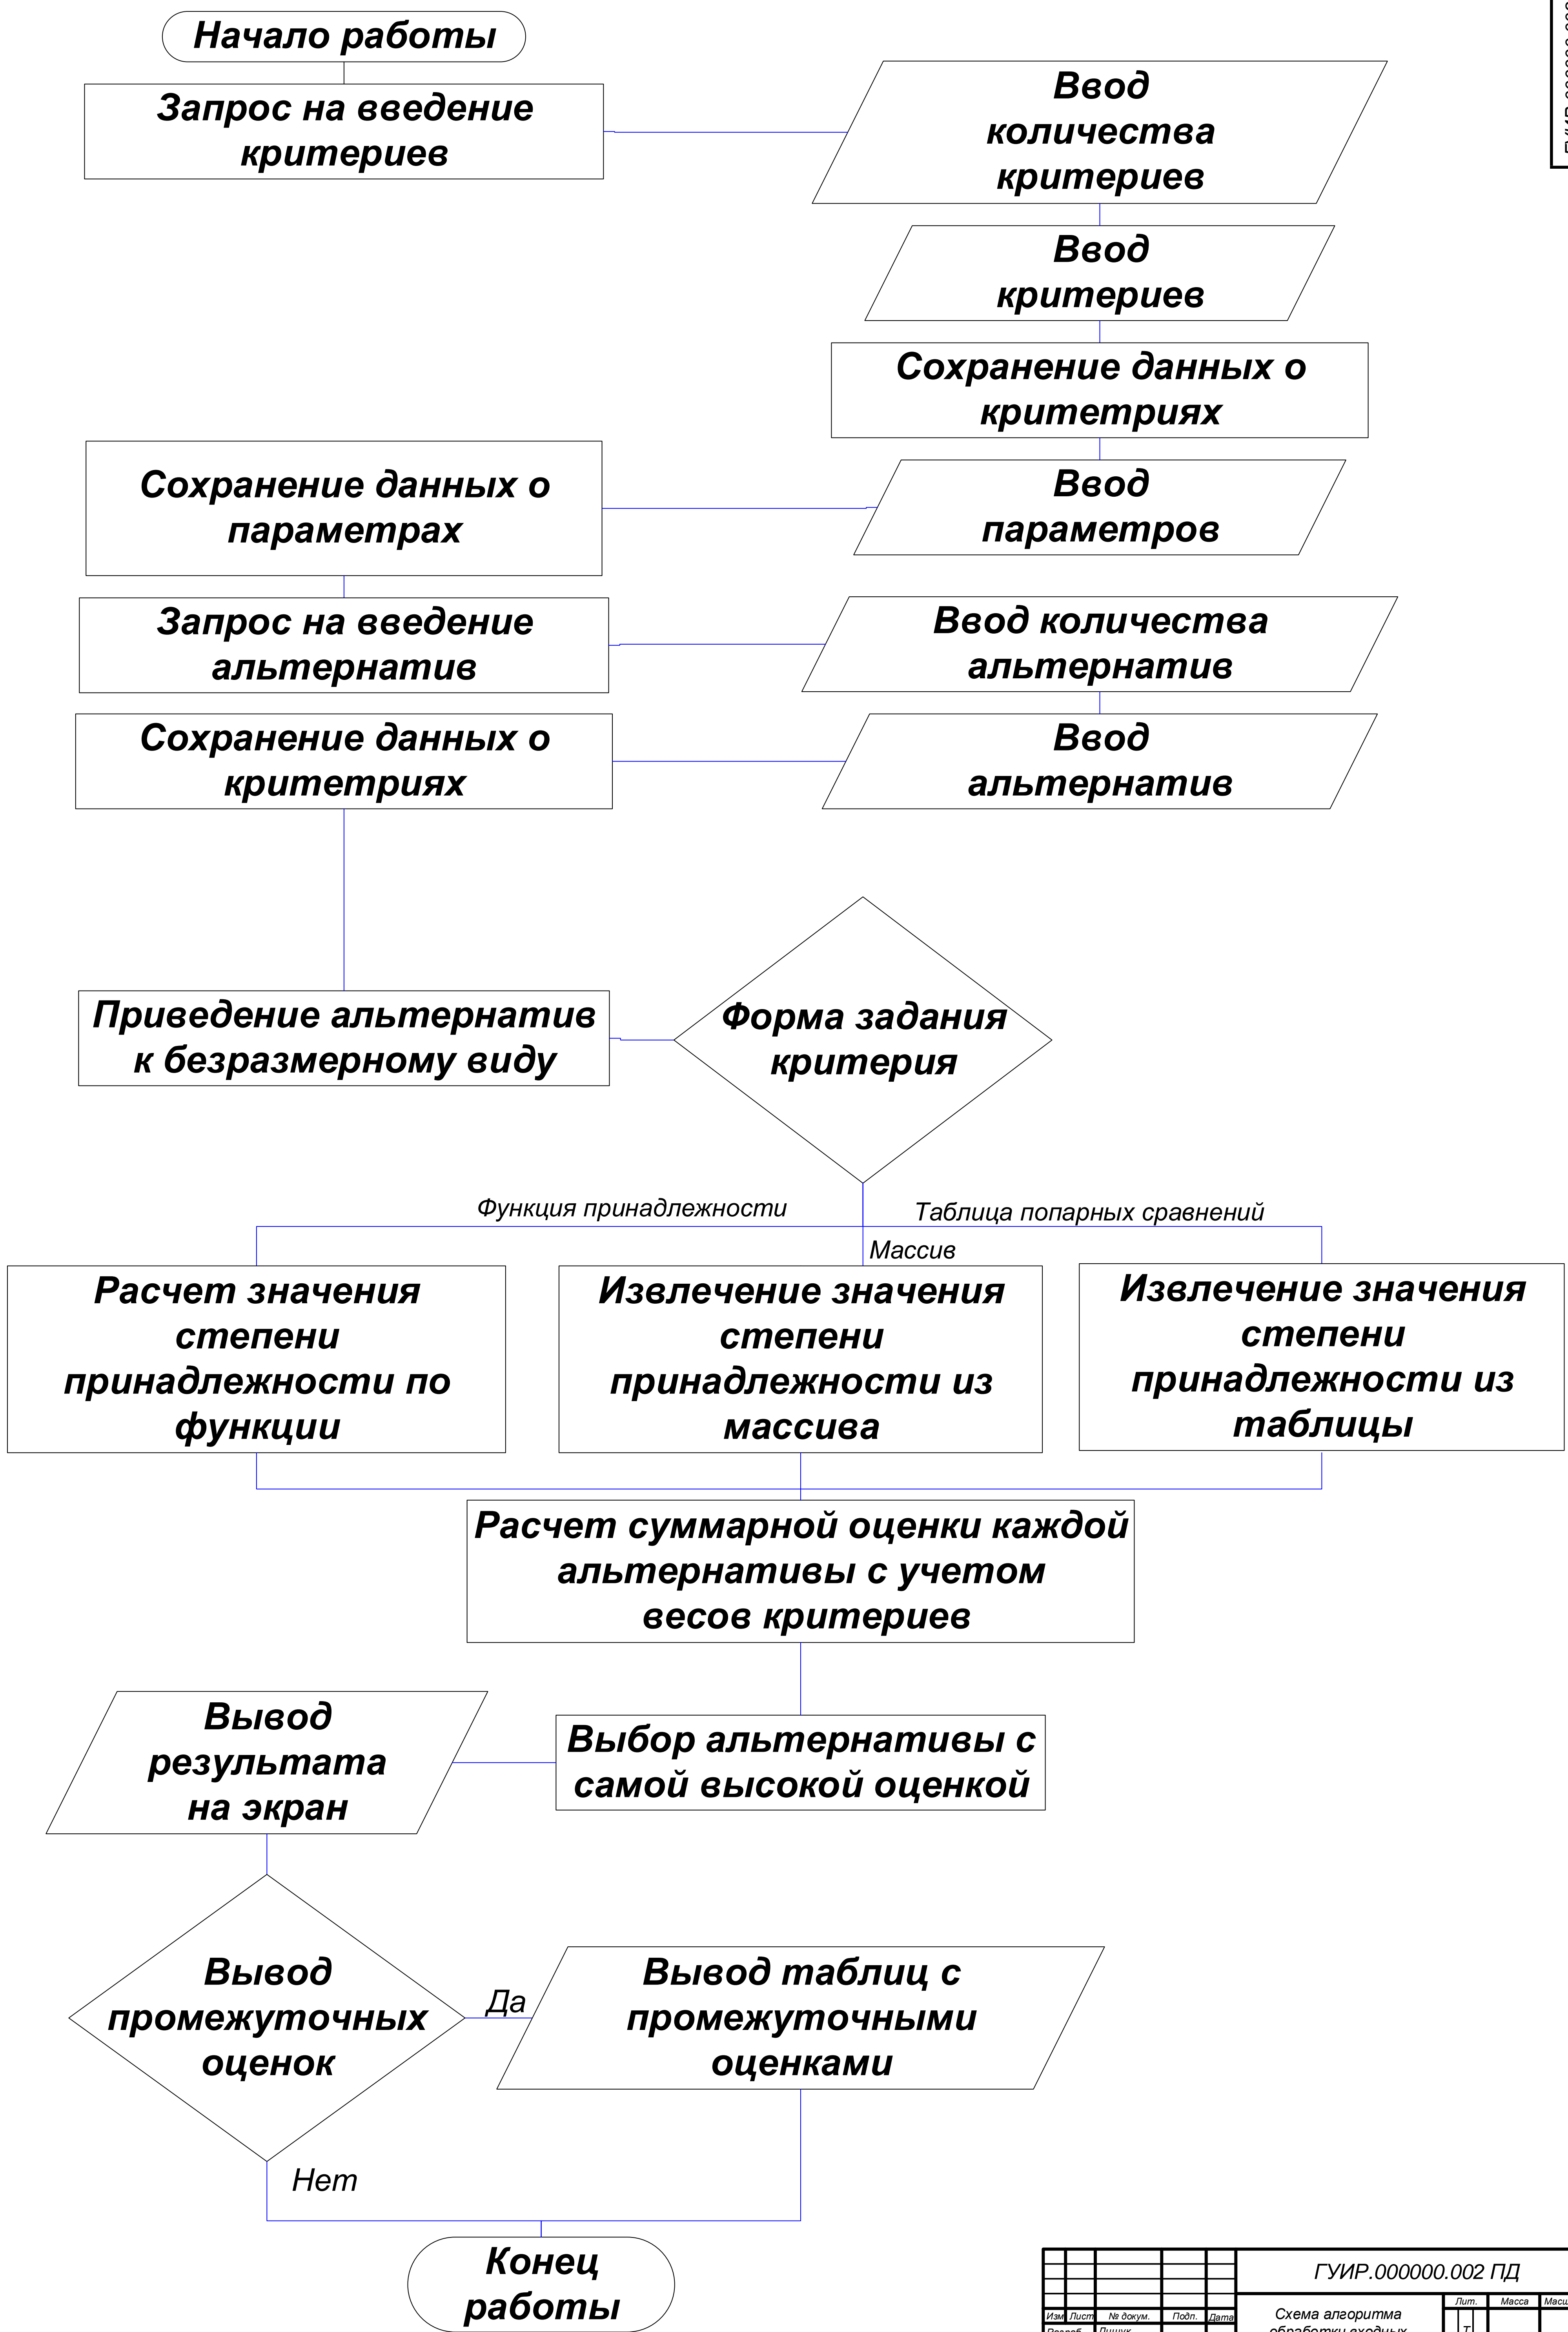 Начало работы
Запрос на введение
критериев
Ввод
количества
критериев
Ввод
критериев
Сохранение данных о
критетриях
Ввод
параметров
Сохранение данных о
параметрах
Запрос на введение
альтернатив
Ввод количества
альтернатив
Ввод
альтернатив
Сохранение данных о
критетриях
Приведение альтернатив
к безразмерному виду
Форма задания
критерия
Функция принадлежности
Таблица попарных сравнений
Массив
Расчет значения
степени
принадлежности по
функции
Извлечение значения
степени
принадлежности из
массива
Извлечение значения
степени
принадлежности из
таблицы
Расчет суммарной оценки каждой
альтернативы с учетом
весов критериев
Выбор альтернативы с
самой высокой оценкой
Вывод
результата
на экран
Вывод
промежуточных
оценок
Да
Вывод таблиц с
промежуточными
оценками
Нет
Конец
работы
ГУИР.000000.002 ПД
Лит. Масса
Изм Лист № докум. Подп. Дата
Схема алгоритма